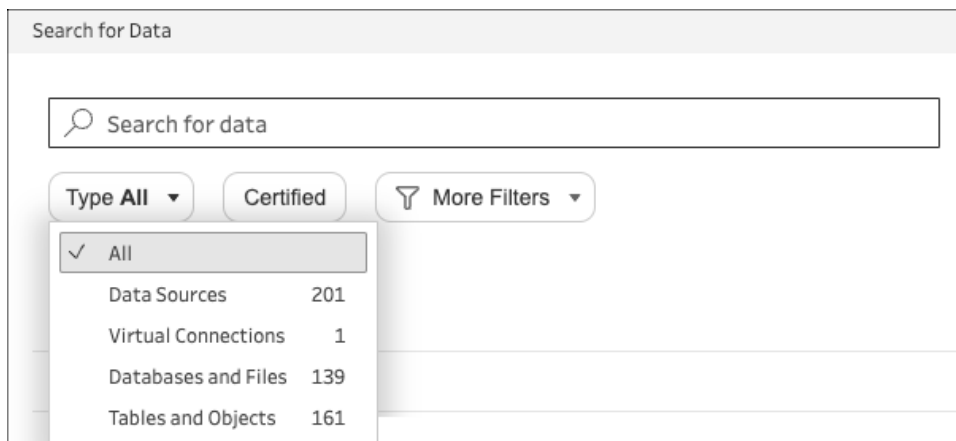 Search for Data
Search for data
Type All Certified More Filters
All
Data Sources 201
Virtual Connections 1
Databases and Files 139
Tables and Objects 161